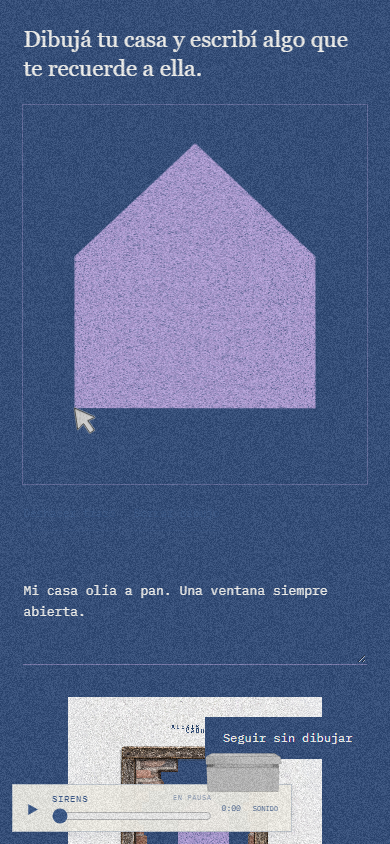 Dibujá tu casa y escribí algo que
te recuerde a ella.
Mi casa olía a pan. Una ventana siempre
abierta.
Seguir sin dibujar
SIRENS
EN PAUSA
0:00
SONIDO